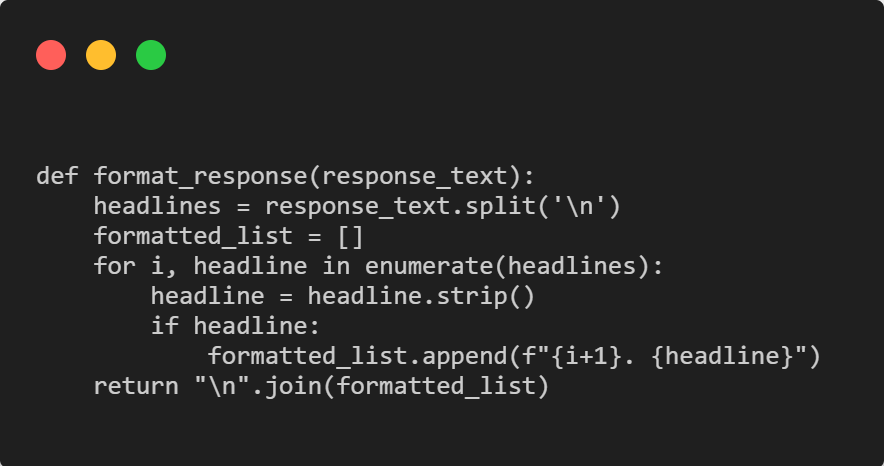 def format_response(response_text):
    headlines = response_text.split('\n')
    formatted_list = []
    for i, headline in enumerate(headlines):
        headline = headline.strip()
        if headline:
            formatted_list.append(f"{i+1}. {headline}")
    return "\n".join(formatted_list)